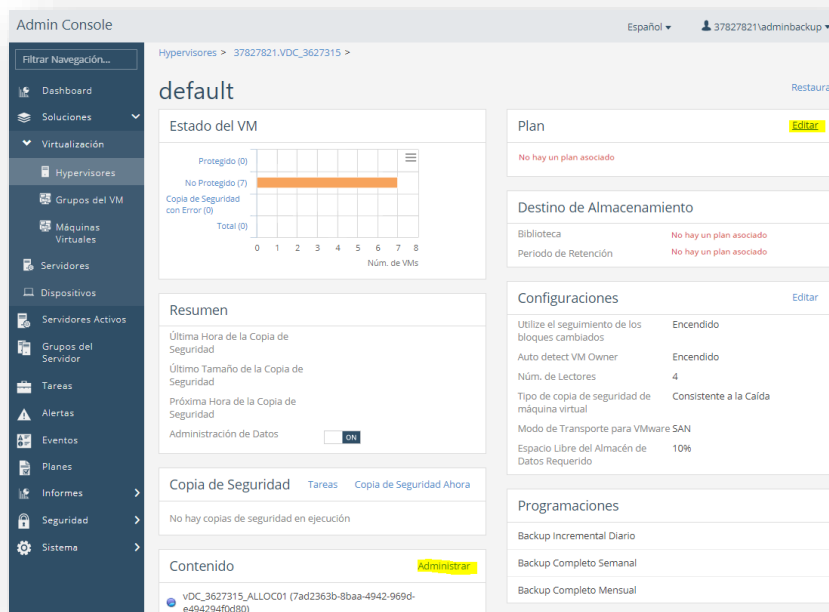 Admin Console
Español
37827821\adminbackup
Filtrar Navegación...
Dashboard
Soluciones
Virtualización
Hypervisores
Grupos del VM
Máquinas
Virtuales
Servidores
Dispositivos
Servidores Activos
Grupos del
Servidor
Tareas
Alertas
Eventos
Planes
Informes
Seguridad
Sistema
Hypervisores > 37827821.VDC_3627315 >
default
Restaura
Estado del VM
Protegido (0)
No Protegido (7)
Copia de Seguridad
con Error (0)
Total (0)
0 1 2 3 4 5 6 7 8
Núm. de VMs
Resumen
Última Hora de la Copia de
Seguridad
Último Tamaño de la Copia de
Seguridad
Próxima Hora de la Copia de
Seguridad
Administración de Datos ON
Copia de Seguridad Tareas Copia de Seguridad Ahora
No hay copias de seguridad en ejecución
Contenido Administrar
vDC_3627315_ALLOC01 (7ad2363b-8baa-4942-969d-
e494294f0d80)
Plan Editar
No hay un plan asociado
Destino de Almacenamiento
Biblioteca No hay un plan asociado
Periodo de Retención No hay un plan asociado
Configuraciones Editar
Utilize el seguimiento de los Encendido
bloques cambiados
Auto detect VM Owner Encendido
Núm. de Lectores 4
Tipo de copia de seguridad de Consistente a la Caída
máquina virtual
Modo de Transporte para VMware SAN
Espacio Libre del Almacén de 10%
Datos Requerido
Programaciones
Backup Incremental Diario
Backup Completo Semanal
Backup Completo Mensual